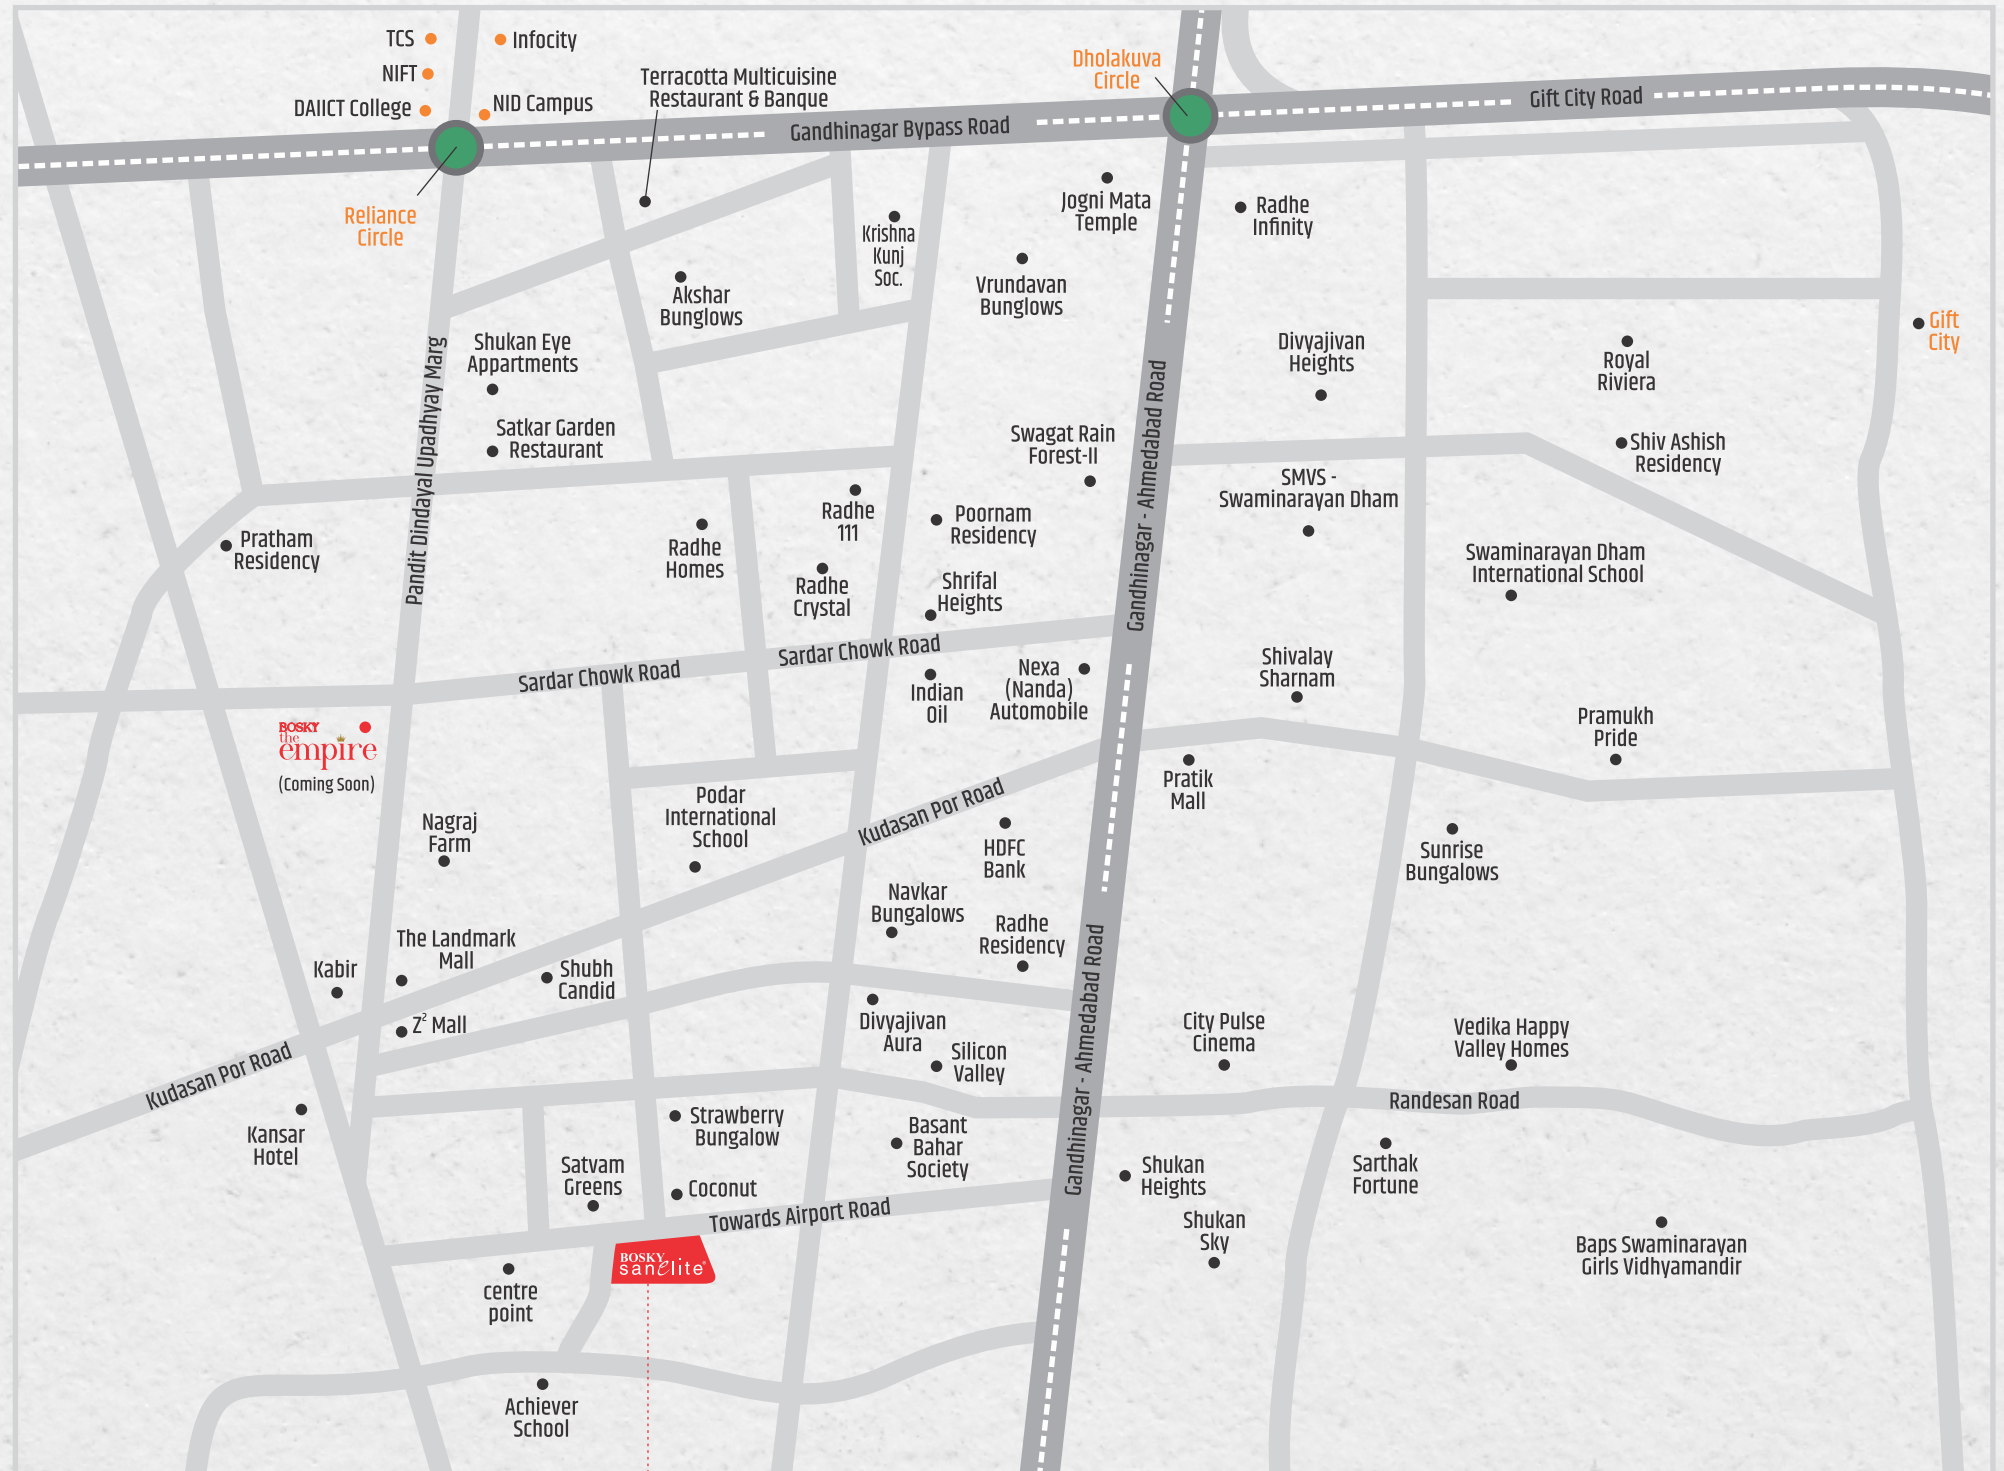 TCS
Infocity
NIFT
DAIICT College
NID Campus
Terracotta Multicuisine
Restaurant & Banque
Dholakuva
Circle
Gift City Road
Gandhinagar Bypass Road
Reliance
Circle
Jogni Mata
Temple
Radhe
Infinity
Krishna
Kunj
Soc.
Akshar
Bunglows
Vrundavan
Bunglows
Gift
City
Shukan Eye
Appartments
Divyajivan
Heights
Royal
Riviera
Pandit Dindayal Upadhyay Marg
Satkar Garden
Restaurant
Swagat Rain
Forest-II
Gandhinagar - Ahmedabad Road
Shiv Ashish
Residency
SMVS -
Swaminarayan Dham
Pratham
Residency
Radhe
Homes
Radhe
111
Poornam
Residency
Radhe
Crystal
Shrifal
Heights
Swaminarayan Dham
International School
Sardar Chowk Road
Sardar Chowk Road
Indian
Oil
Nexa
(Nanda)
Automobile
Shivalay
Sharnam
Pramukh
Pride
BOSKY
the
empire
(Coming Soon)
Pratik
Mall
Nagraj
Farm
Podar
International
School
Kudasan Por Road
HDFC
Bank
Sunrise
Bungalows
Navkar
Bungalows
Radhe
Residency
The Landmark
Mall
Kabir
Shubh
Candid
Z² Mall
Divyajivan
Aura
Silicon
Valley
Gandhinagar - Ahmedabad Road
City Pulse
Cinema
Vedika Happy
Valley Homes
Kudasan Por Road
Randesan Road
Kansar
Hotel
Strawberry
Bungalow
Basant
Bahar
Society
Satvam
Greens
Coconut
Towards Airport Road
Shukan
Heights
Sarthak
Fortune
Shukan
Sky
Baps Swaminarayan
Girls Vidhyamandir
BOSKY
sanelite
centre
point
Achiever
School